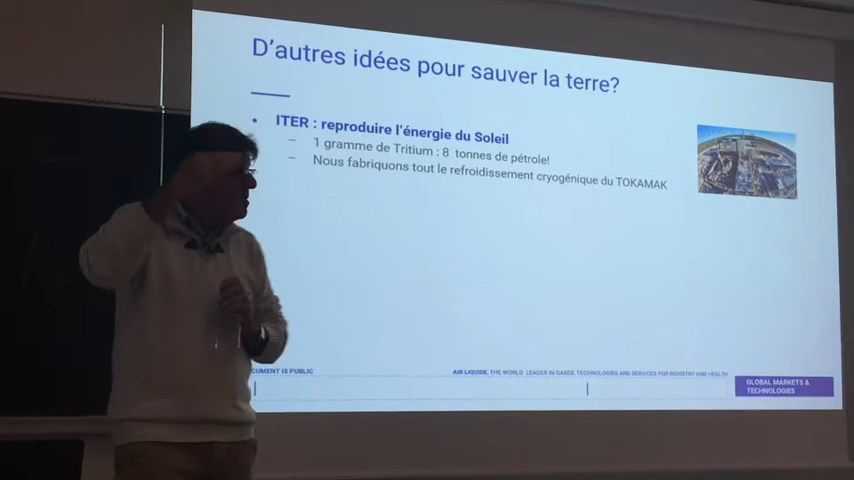 D'autres idées pour sauver la terre?
• ITER : reproduire l'énergie du Soleil
– 1 gramme de Tritium : 8 tonnes de pétrole!
– Nous fabriquons tout le refroidissement cryogénique du TOKAMAK
CUMENT IS PUBLIC
AIR LIQUIDE, THE WORLD LEADER IN GASES, TECHNOLOGIES AND SERVICES FOR INDUSTRY AND HEALTH
GLOBAL MARKETS &
TECHNOLOGIES